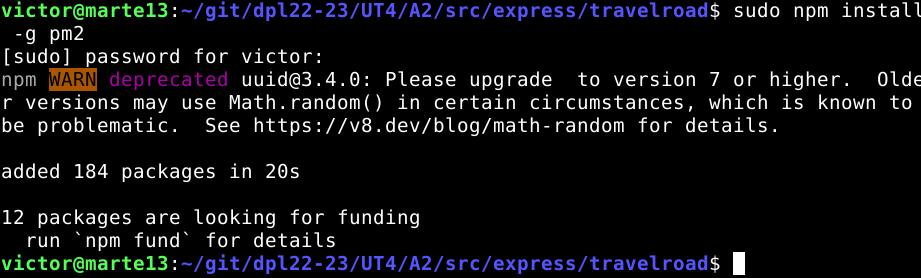 victor@marte13:~/git/dpl22-23/UT4/A2/src/express/travelroad$ sudo npm install
 -g pm2
[sudo] password for victor:
npm WARN deprecated uuid@3.4.0: Please upgrade  to version 7 or higher.  Olde
r versions may use Math.random() in certain circumstances, which is known to
be problematic.  See https://v8.dev/blog/math-random for details.

added 184 packages in 20s

12 packages are looking for funding
  run `npm fund` for details
victor@marte13:~/git/dpl22-23/UT4/A2/src/express/travelroad$